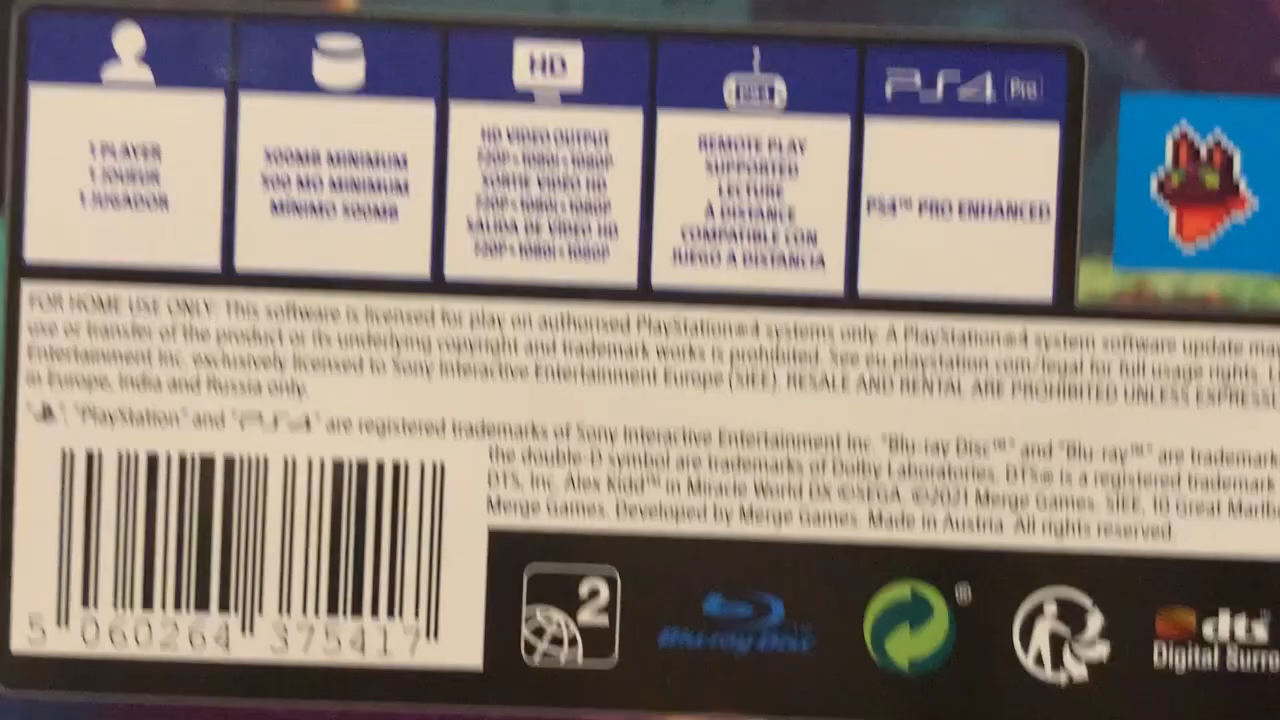 HD
PS4 Pro
1 PLAYER
1 JOUEUR
1 JUGADOR
500MB MINIMUM
500 MO MINIMUM
MÍNIMO 500MB
HD VIDEO OUTPUT
720P • 1080i • 1080P
SORTIE VIDÉO HD
720P • 1080i • 1080P
SALIDA DE VÍDEO HD
720P • 1080i • 1080P
REMOTE PLAY
SUPPORTED
LECTURE
À DISTANCE
COMPATIBLE CON
JUEGO A DISTANCIA
PS4™ PRO ENHANCED
FOR HOME USE ONLY: This software is licensed for play on authorised PlayStation®4 systems only. A PlayStation®4 system software update may
use or transfer of the product or its underlying copyright and trademark works is prohibited. See eu.playstation.com/legal for full usage rights. L
Entertainment Inc. exclusively licensed to Sony Interactive Entertainment Europe (SIEE). RESALE AND RENTAL ARE PROHIBITED UNLESS EXPRESSL
in Europe, India and Russia only.
"PlayStation" and "PS4" are registered trademarks of Sony Interactive Entertainment Inc. "Blu-ray Disc™" and "Blu-ray™" are trademark
the double-D symbol are trademarks of Dolby Laboratories. DTS® is a registered trademark
DTS, Inc. Alex Kidd™ in Miracle World DX ©SEGA. ©2021 Merge Games. SIEE, 10 Great Marlb
Merge Games. Developed by Merge Games. Made in Austria. All rights reserved.
5 060264 375417
2
Blu-ray Disc
®
dts
Digital Surro